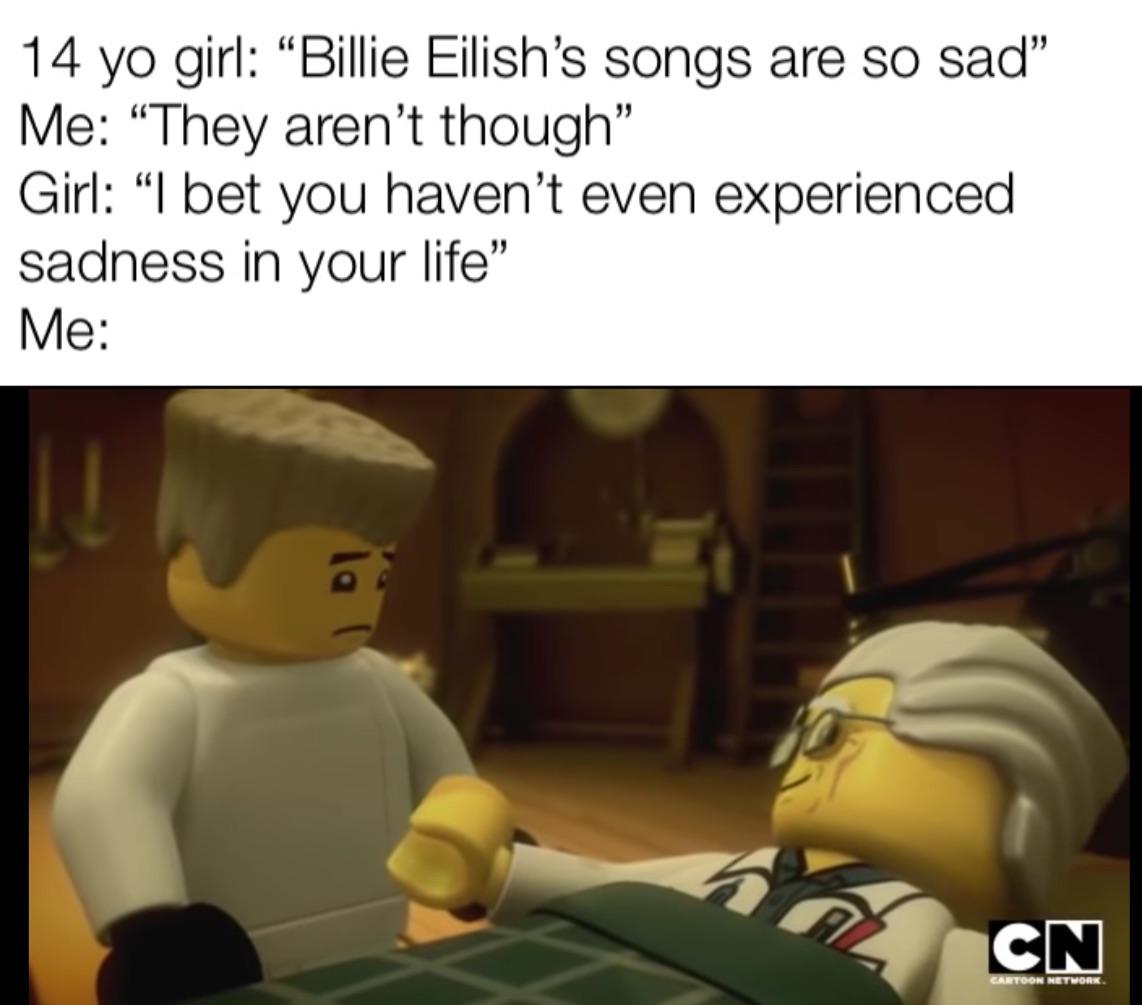 14 yo girl: “Billie Eilish’s songs are so sad”
Me: “They aren’t though”
Girl: “I bet you haven’t even experienced
sadness in your life”
Me:
CN
CARTOON NETWORK.